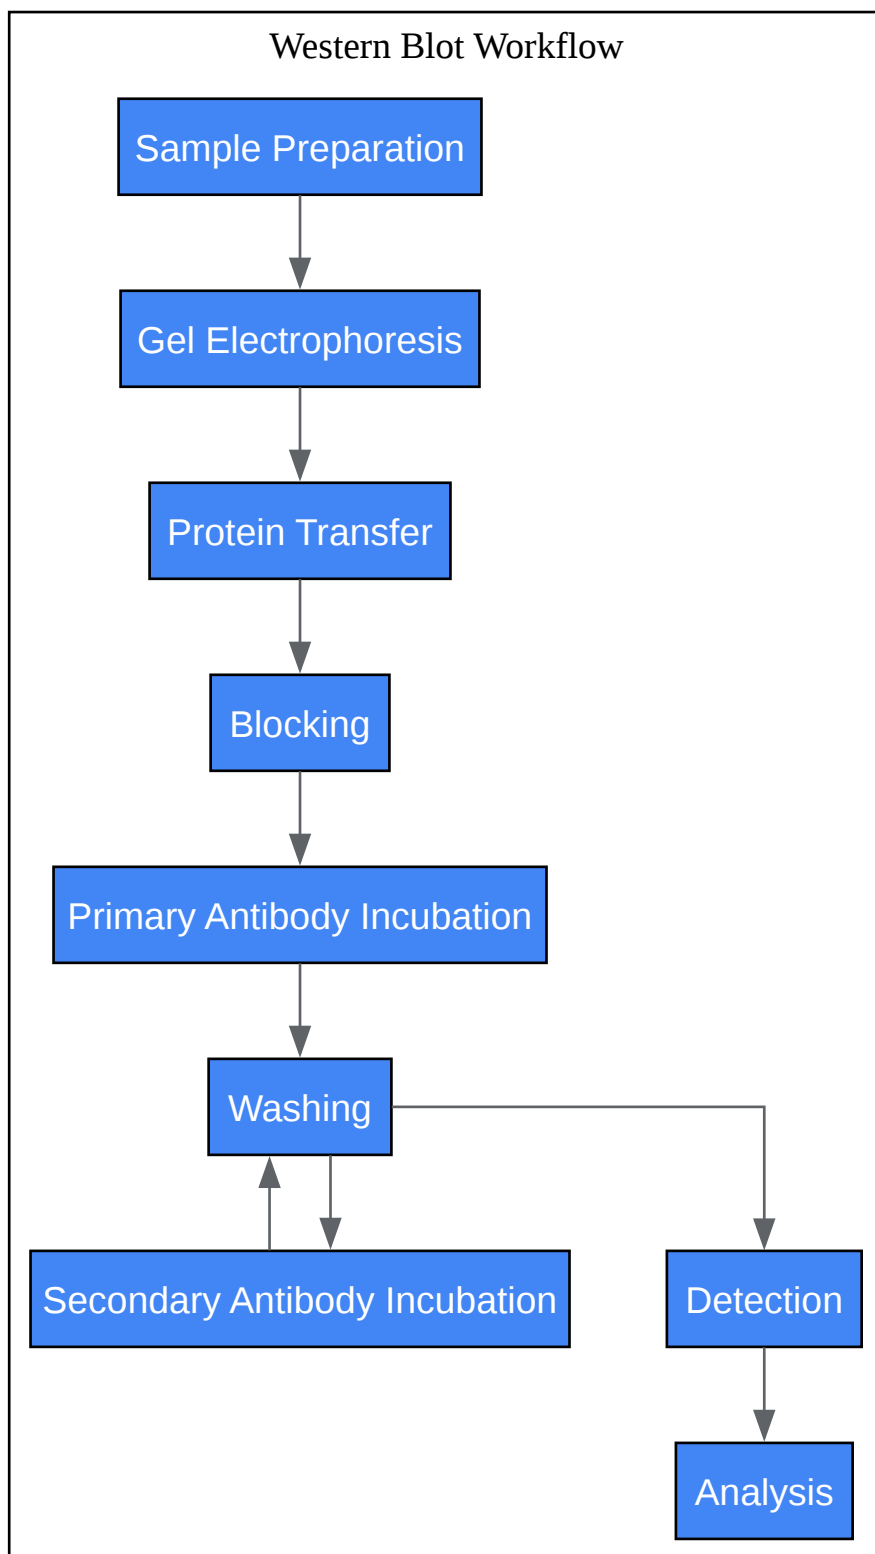 Western Blot Workflow
Sample Preparation
Gel Electrophoresis
Protein Transfer
Blocking
Primary Antibody Incubation
Washing
Secondary Antibody Incubation
Detection
Analysis